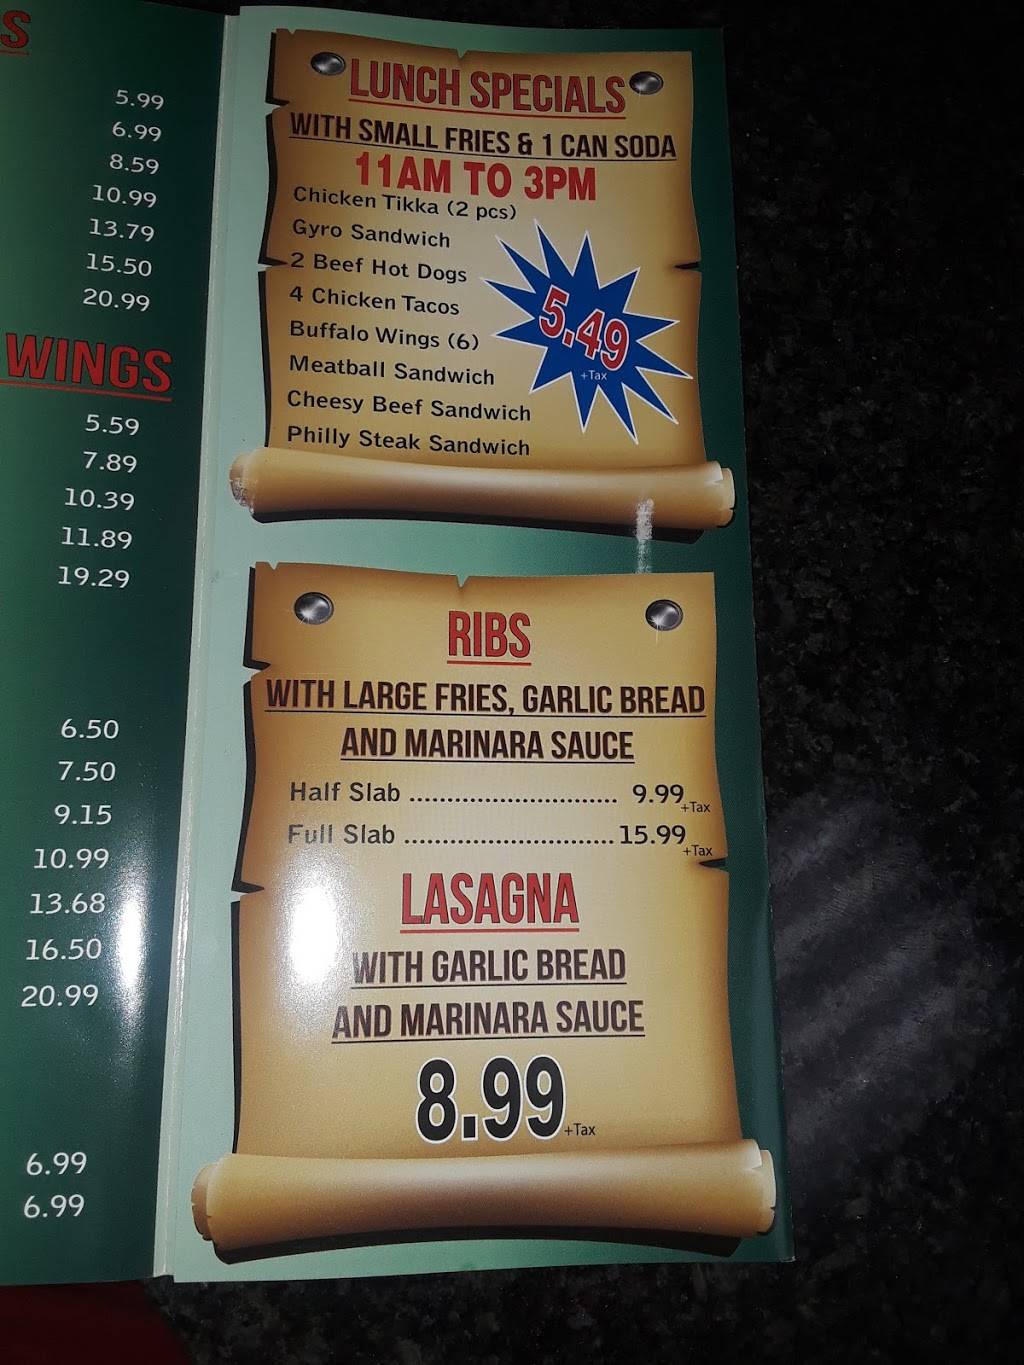 S
5.99
6.99
8.59
10.99
13.79
15.50
20.99
WINGS
5.59
7.89
10.39
11.89
19.29
6.50
7.50
9.15
10.99
13.68
16.50
20.99
6.99
6.99
LUNCH SPECIALS
WITH SMALL FRIES & 1 CAN SODA
11AM TO 3PM
Chicken Tikka (2 pcs)
Gyro Sandwich
2 Beef Hot Dogs
4 Chicken Tacos
Buffalo Wings (6)
Meatball Sandwich
Cheesy Beef Sandwich
Philly Steak Sandwich
5.49
+Tax
RIBS
WITH LARGE FRIES, GARLIC BREAD
AND MARINARA SAUCE
Half Slab ........................... 9.99 +Tax
Full Slab ........................... 15.99 +Tax
LASAGNA
WITH GARLIC BREAD
AND MARINARA SAUCE
8.99 +Tax